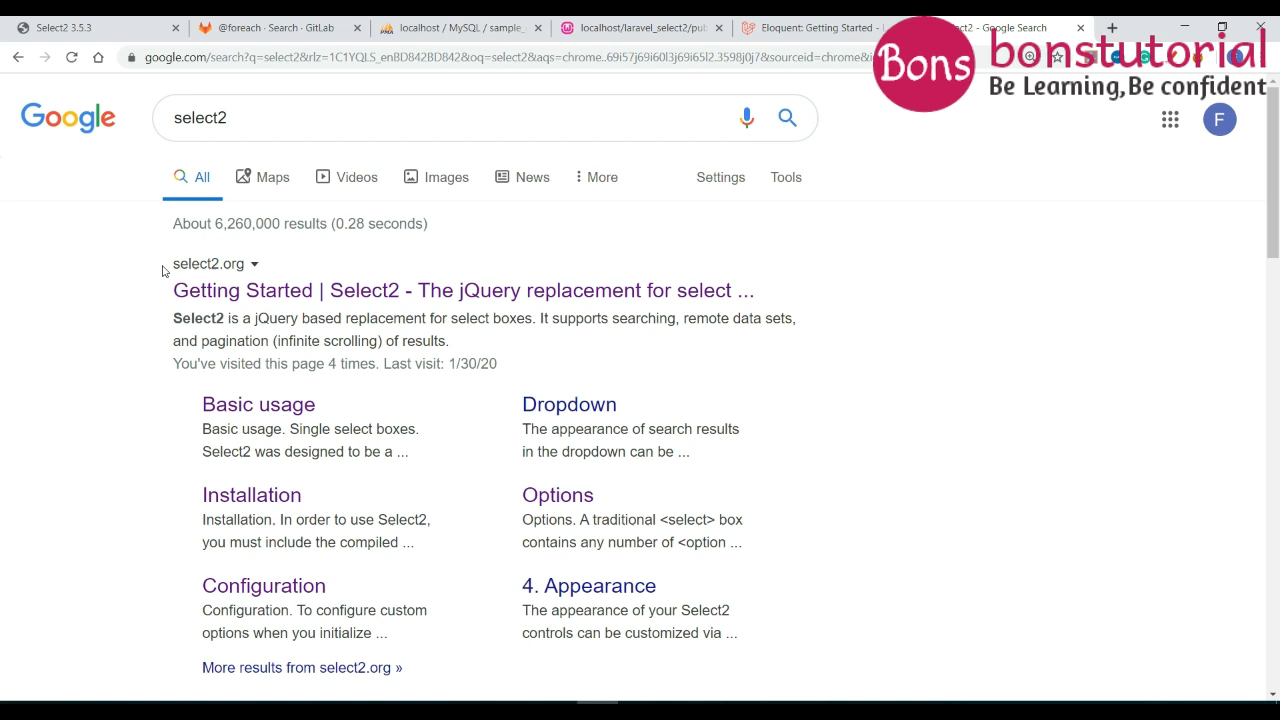 Select2 3.5.3
@foreach - Search - GitLab
localhost / MySQL / sample_
localhost/laravel_select2/pub
Eloquent: Getting Started -
ct2 - Google Search
google.com/search?q=select2&rlz=1C1YQLS_enBD842BD842&oq=select2&aqs=chrome..69i57j69i60l3j69i65l2.3598j0j7&sourceid=chrome&i
Bons
bonstutorial
Be Learning,Be confident
Google
select2
F
All
Maps
Videos
Images
News
More
Settings
Tools
About 6,260,000 results (0.28 seconds)
select2.org
Getting Started | Select2 - The jQuery replacement for select ...
Select2 is a jQuery based replacement for select boxes. It supports searching, remote data sets,
and pagination (infinite scrolling) of results.
You've visited this page 4 times. Last visit: 1/30/20
Basic usage
Basic usage. Single select boxes.
Select2 was designed to be a ...
Dropdown
The appearance of search results
in the dropdown can be ...
Installation
Installation. In order to use Select2,
you must include the compiled ...
Options
Options. A traditional <select> box
contains any number of <option ...
Configuration
Configuration. To configure custom
options when you initialize ...
4. Appearance
The appearance of your Select2
controls can be customized via ...
More results from select2.org »